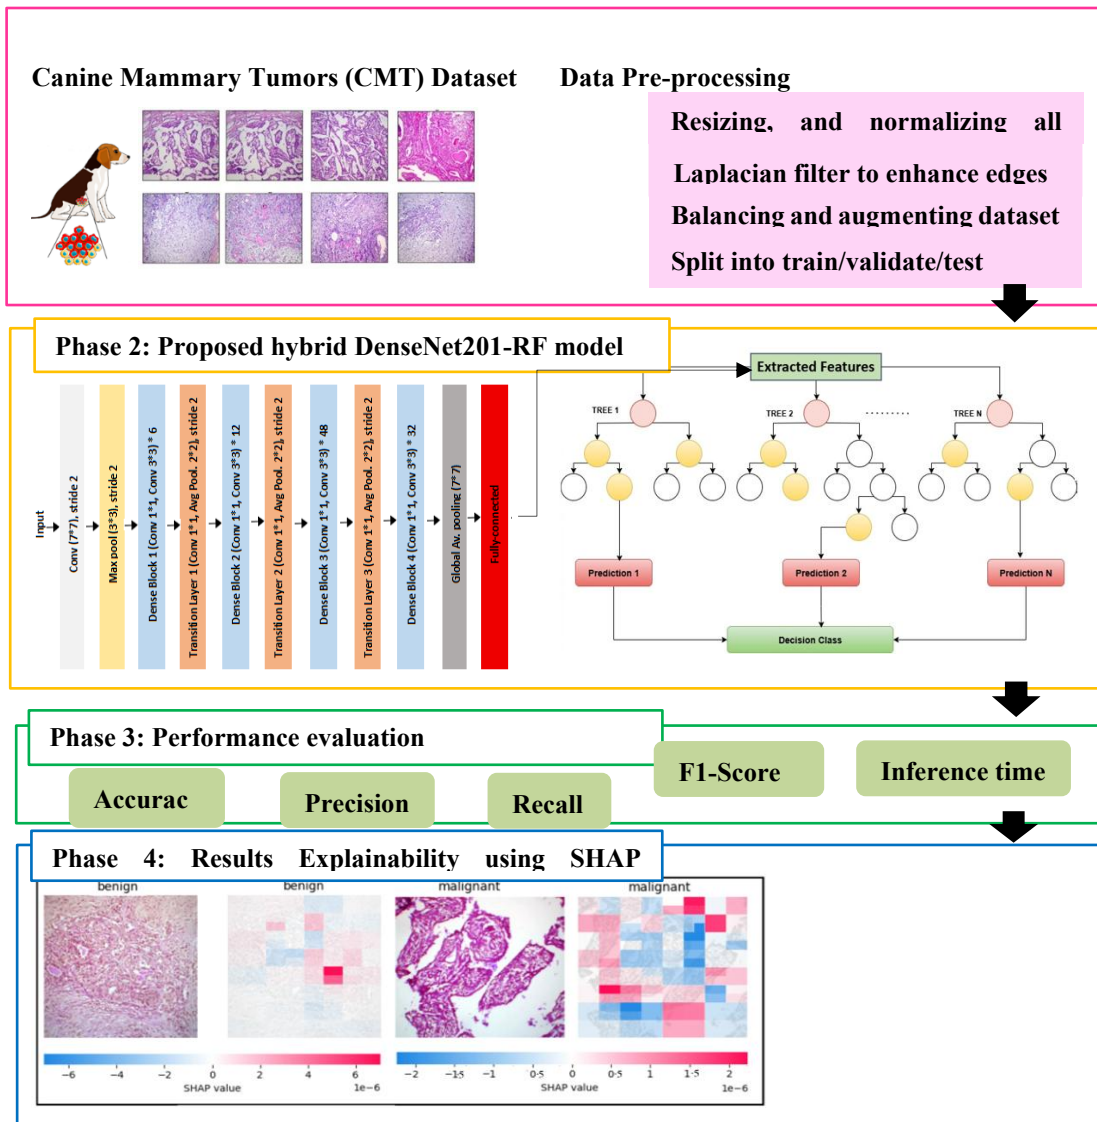 Canine Mammary Tumors (CMT) Dataset
Data Pre-processing
Resizing, and normalizing all
Laplacian filter to enhance edges
Balancing and augmenting dataset
Split into train/validate/test
Phase 2: Proposed hybrid DenseNet201-RF model
Input
Conv (7*7), stride 2
Max pool (3*3), stride 2
Dense Block 1 (Conv 1*1, Conv 3*3) * 6
Transition Layer 1 (Conv 1*1, Avg Pool. 2*2), stride 2
Dense Block 2 (Conv 1*1, Conv 3*3) * 12
Transition Layer 2 (Conv 1*1, Avg Pool. 2*2), stride 2
Dense Block 3 (Conv 1*1, Conv 3*3) * 48
Transition Layer 3 (Conv 1*1, Avg Pool. 2*2), stride 2
Dense Block 4 (Conv 1*1, Conv 3*3) * 32
Global Av. pooling (7*7)
Fully-connected
Extracted Features
TREE 1
TREE 2
.........
TREE N
Prediction 1
Prediction 2
Prediction N
Decision Class
Phase 3: Performance evaluation
Accurac
Precision
Recall
F1-Score
Inference time
Phase 4: Results Explainability using SHAP
benign
benign
malignant
malignant
−6 −4 −2 0 2 4 6
1e−6
SHAP value
−2 −1·5 −1 −0·5 0 0·5 1 1·5 2
1e−6
SHAP value